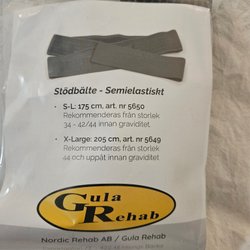 Stödbälte - Semielastiskt
• S-L: 175 cm, art. nr 5650
Rekommenderas från storlek
34 - 42/44 innan graviditet
• X-Large: 205 cm, art. nr 5649
Rekommenderas från storlek
44 och uppåt innan graviditet
Gula
Rehab
Nordic Rehab AB / Gula Rehab